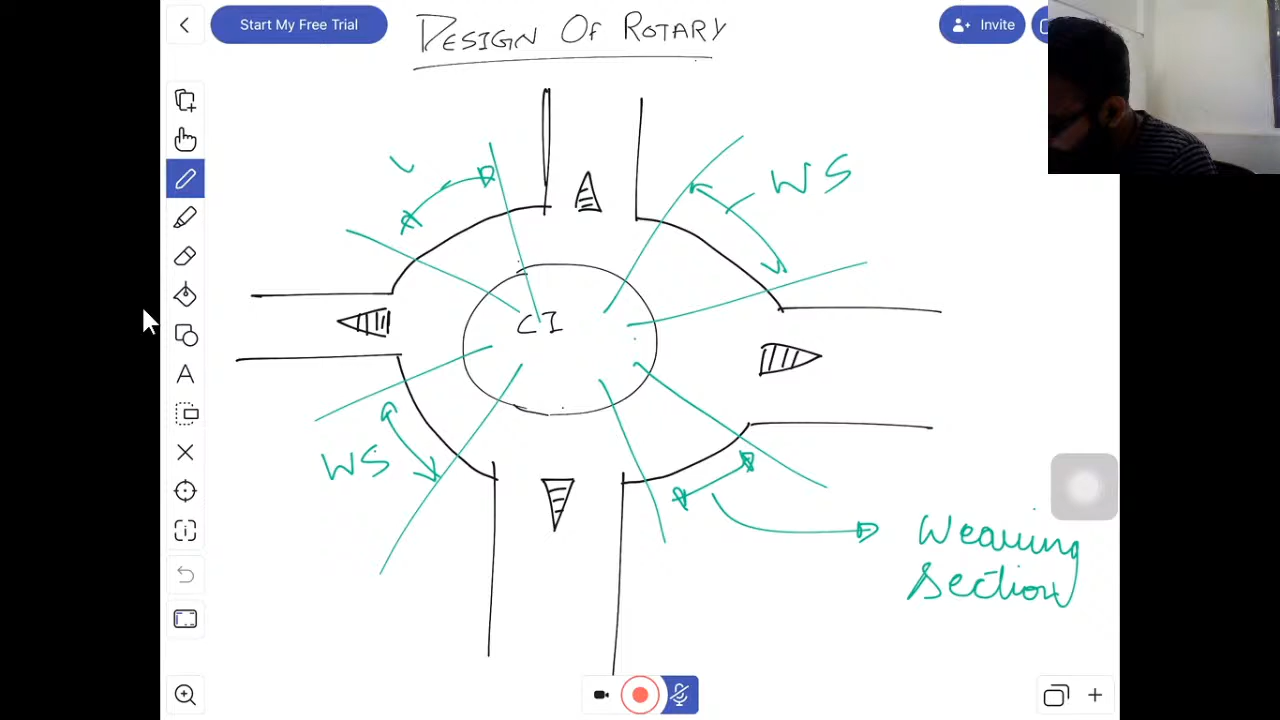 Start My Free Trial
DESIGN OF ROTARY
Invite
WS
CI
WS
Weaving
Section